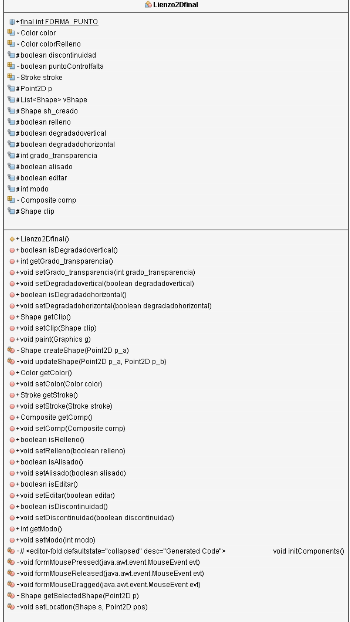 Lienzo2Dfinal
+ final int FORMA_PUNTO
- Color color
- Color colorRelleno
# boolean discontinuidad
- boolean puntoControlfalta
- Stroke stroke
# Point2D p
# List<Shape> vShape
# Shape sh_creado
# boolean relleno
# boolean degradadovertical
# boolean degradadohorizontal
# int grado_transparencia
# boolean alisado
# boolean editar
# int modo
- Composite comp
# Shape clip
+ Lienzo2Dfinal()
+ boolean isDegradadovertical()
+ int getGrado_transparencia()
+ void setGrado_transparencia(int grado_transparencia)
+ void setDegradadovertical(boolean degradadovertical)
+ boolean isDegradadohorizontal()
+ void setDegradadohorizontal(boolean degradadohorizontal)
+ Shape getClip()
+ void setClip(Shape clip)
+ void paint(Graphics g)
- Shape createShape(Point2D p_a)
- void updateShape(Point2D p_a, Point2D p_b)
+ Color getColor()
+ void setColor(Color color)
+ Stroke getStroke()
+ void setStroke(Stroke stroke)
+ Composite getComp()
+ void setComp(Composite comp)
+ boolean isRelleno()
+ void setRelleno(boolean relleno)
+ boolean isAlisado()
+ void setAlisado(boolean alisado)
+ boolean isEditar()
+ void setEditar(boolean editar)
+ boolean isDiscontinuidad()
+ void setDiscontinuidad(boolean discontinuidad)
+ int getModo()
+ void setModo(int modo)
- // <editor-fold defaultstate="collapsed" desc="Generated Code"> void initComponents()
- void formMousePressed(java.awt.event.MouseEvent evt)
- void formMouseReleased(java.awt.event.MouseEvent evt)
- void formMouseDragged(java.awt.event.MouseEvent evt)
- Shape getSelectedShape(Point2D p)
- void setLocation(Shape s, Point2D pos)